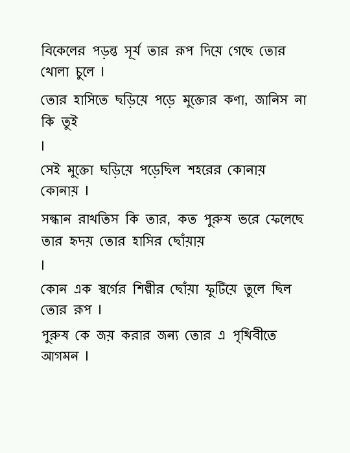 বিকেলের পড়ন্ত সূর্য তার রূপ দিয়ে গেছে তোর
খোলা চুলে ।
তোর হাসিতে ছড়িয়ে পড়ে মুক্তোর কণা, জানিস না
কি তুই
।
সেই মুক্তো ছড়িয়ে পড়েছিল শহরের কোনায়
কোনায় ।
সন্ধান রাখতিস কি তার, কত পুরুষ ভরে ফেলেছে
তার হৃদয় তোর হাসির ছোঁয়ায়
।
কোন এক স্বর্গের শিল্পীর ছোঁয়া ফুটিয়ে তুলে ছিল
তোর রূপ ।
পুরুষ কে জয় করার জন্য তোর এ পৃথিবীতে
আগমন ।